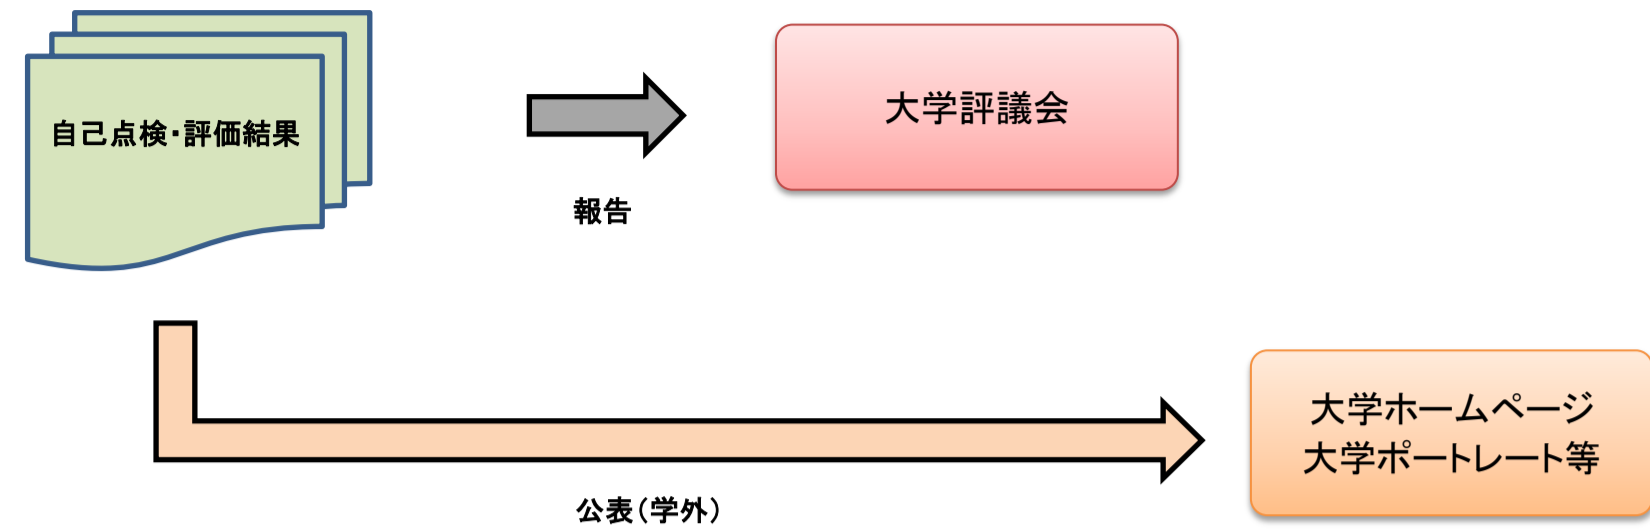 自己点検・評価結果
大学評議会
報告
大学ホームページ
大学ポートレート等
公表(学外)